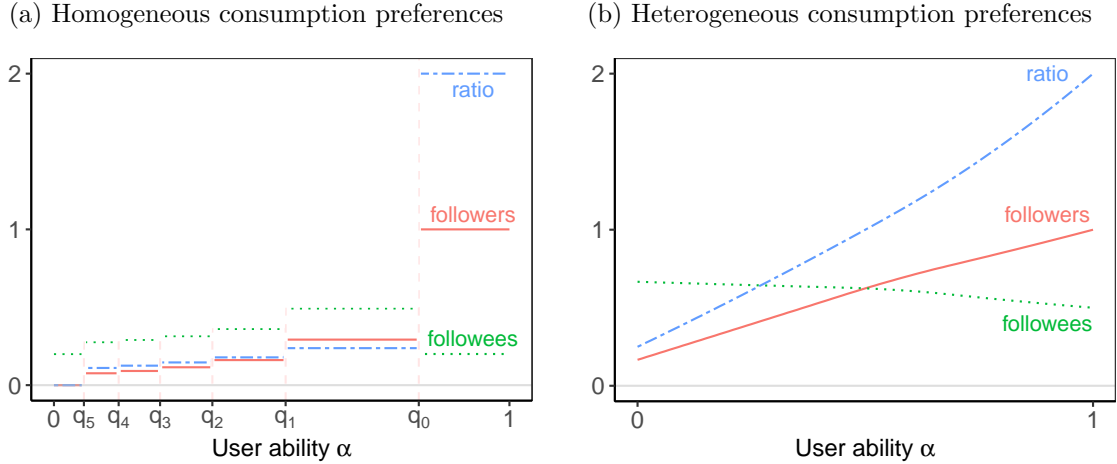 (a) Homogeneous consumption preferences
2
1
0
ratio
followers
followees
0 q₅ q₄ q₃ q₂ q₁ q₀ 1
User ability α
(b) Heterogeneous consumption preferences
2
1
0
ratio
followers
followees
0 1
User ability α